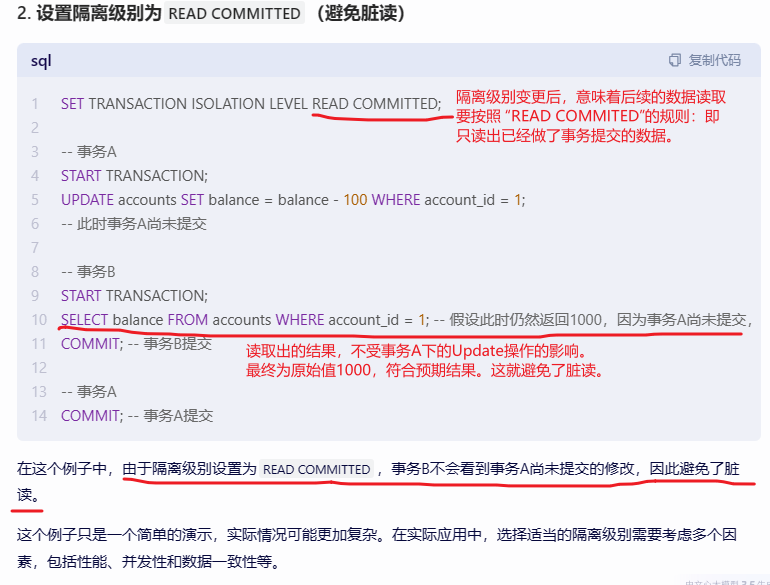 2. 设置隔离级别为 READ COMMITTED （避免脏读）
sql
复制代码
1 SET TRANSACTION ISOLATION LEVEL READ COMMITTED;
隔离级别变更后，意味着后续的数据读取
要按照 “READ COMMITED”的规则：即
只读出已经做了事务提交的数据。
2
3 -- 事务A
4 START TRANSACTION;
5 UPDATE accounts SET balance = balance - 100 WHERE account_id = 1;
6 -- 此时事务A尚未提交
7
8 -- 事务B
9 START TRANSACTION;
10 SELECT balance FROM accounts WHERE account_id = 1; -- 假设此时仍然返回1000，因为事务A尚未提交，
11 COMMIT; -- 事务B提交
读取出的结果，不受事务A下的Update操作的影响。
最终为原始值1000，符合预期结果。这就避免了脏读。
12
13 -- 事务A
14 COMMIT; -- 事务A提交
在这个例子中，由于隔离级别设置为 READ COMMITTED ，事务B不会看到事务A尚未提交的修改，因此避免了脏
读。
这个例子只是一个简单的演示，实际情况可能更加复杂。在实际应用中，选择适当的隔离级别需要考虑多个因
素，包括性能、并发性和数据一致性等。